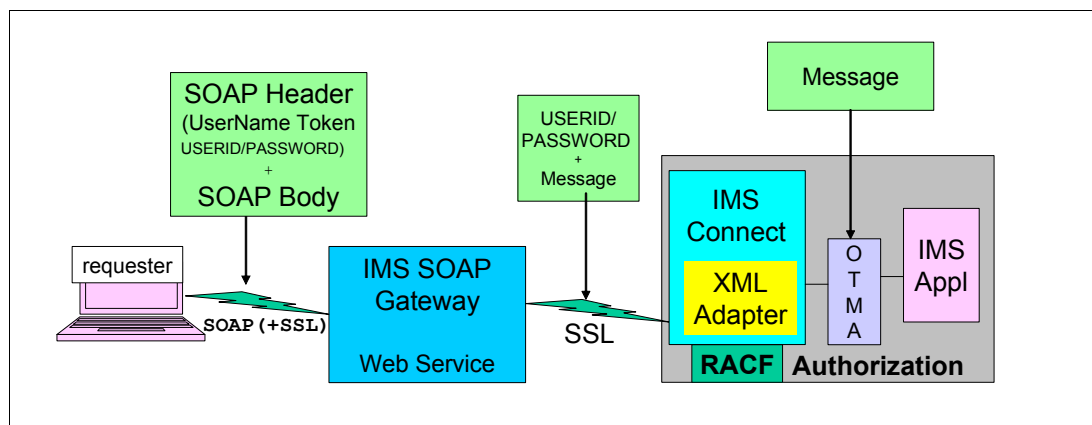 SOAP Header
(UserName Token
USERID/PASSWORD)
+
SOAP Body
USERID/
PASSWORD
+
Message
Message
requester
SOAP(+SSL)
IMS SOAP
Gateway
Web Service
SSL
IMS
Connect
XML
Adapter
RACF
Authorization
O
T
M
A
IMS
Appl